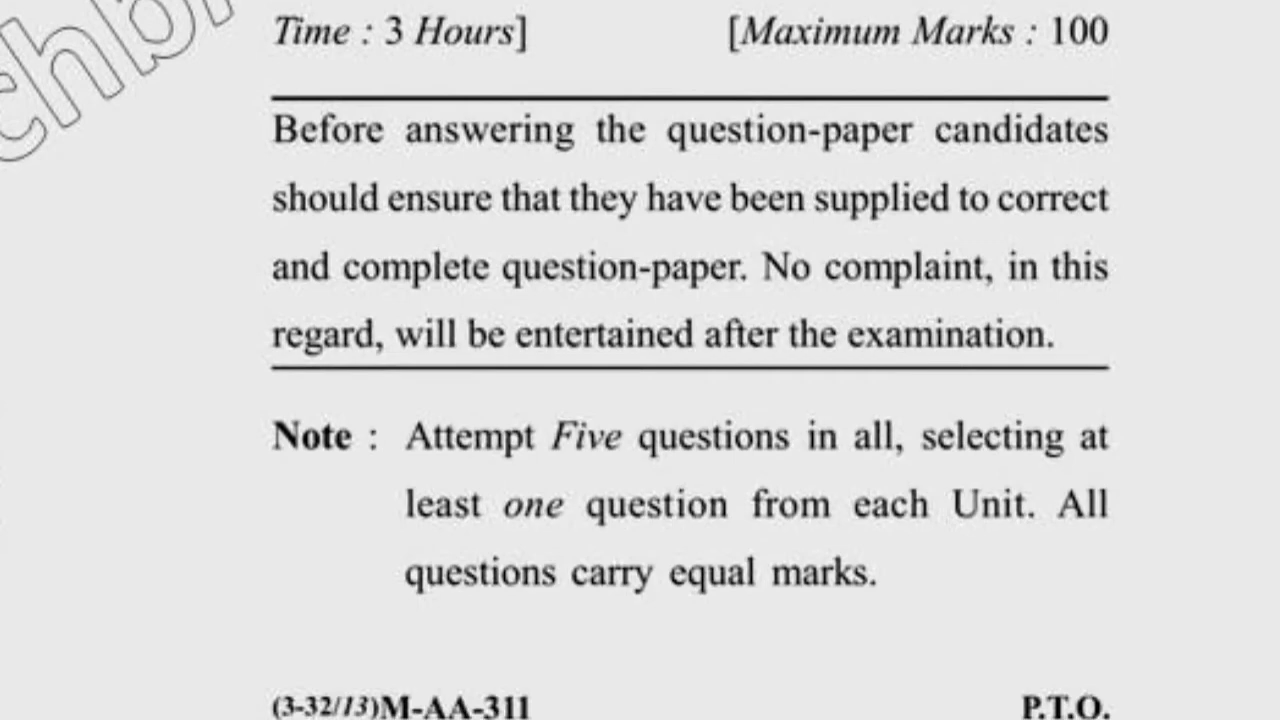 Time : 3 Hours] [Maximum Marks : 100
Before answering the question-paper candidates
should ensure that they have been supplied to correct
and complete question-paper. No complaint, in this
regard, will be entertained after the examination.
Note : Attempt Five questions in all, selecting at
least one question from each Unit. All
questions carry equal marks.
(3-32/13)M-AA-311 P.T.O.